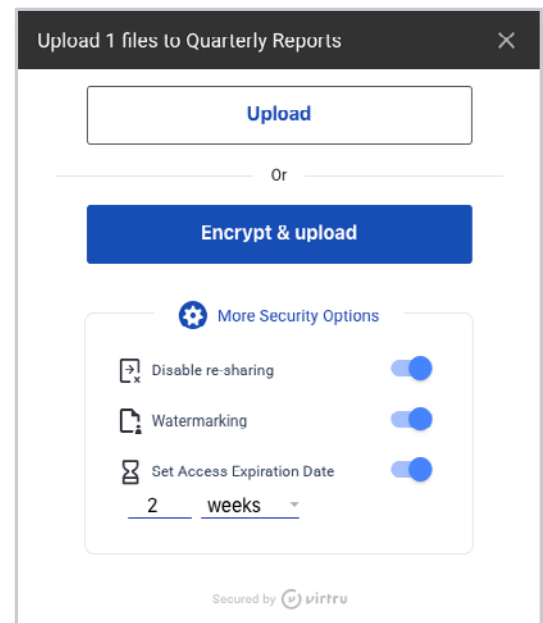 Upload 1 files to Quarterly Reports
Upload
Or
Encrypt & upload
More Security Options
Disable re-sharing
Watermarking
Set Access Expiration Date
2 weeks
Secured by virtru